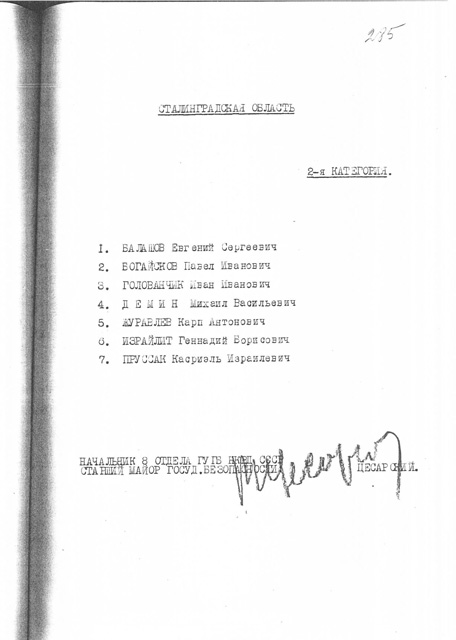 285
СТАЛИНГРАДСКАЯ ОБЛАСТЬ
2-я КАТЕГОРИЯ.
1. БАЛАШОВ Евгений Сергеевич
2. БОГАЙСКОВ Павел Иванович
3. ГОЛОВАНЧИК Иван Иванович
4. Д Е М И Н Михаил Васильевич
5. ЖУРАВЛЕВ Карп Антонович
6. ИЗРАЙЛИТ Геннадий Борисович
7. ПРУССАК Касриэль Израилевич
НАЧАЛЬНИК 8 ОТДЕЛА ГУГБ НКВД СССР
СТАРШИЙ МАЙОР ГОСУД.БЕЗОПАСНОСТИ ЦЕСАРСКИЙ.